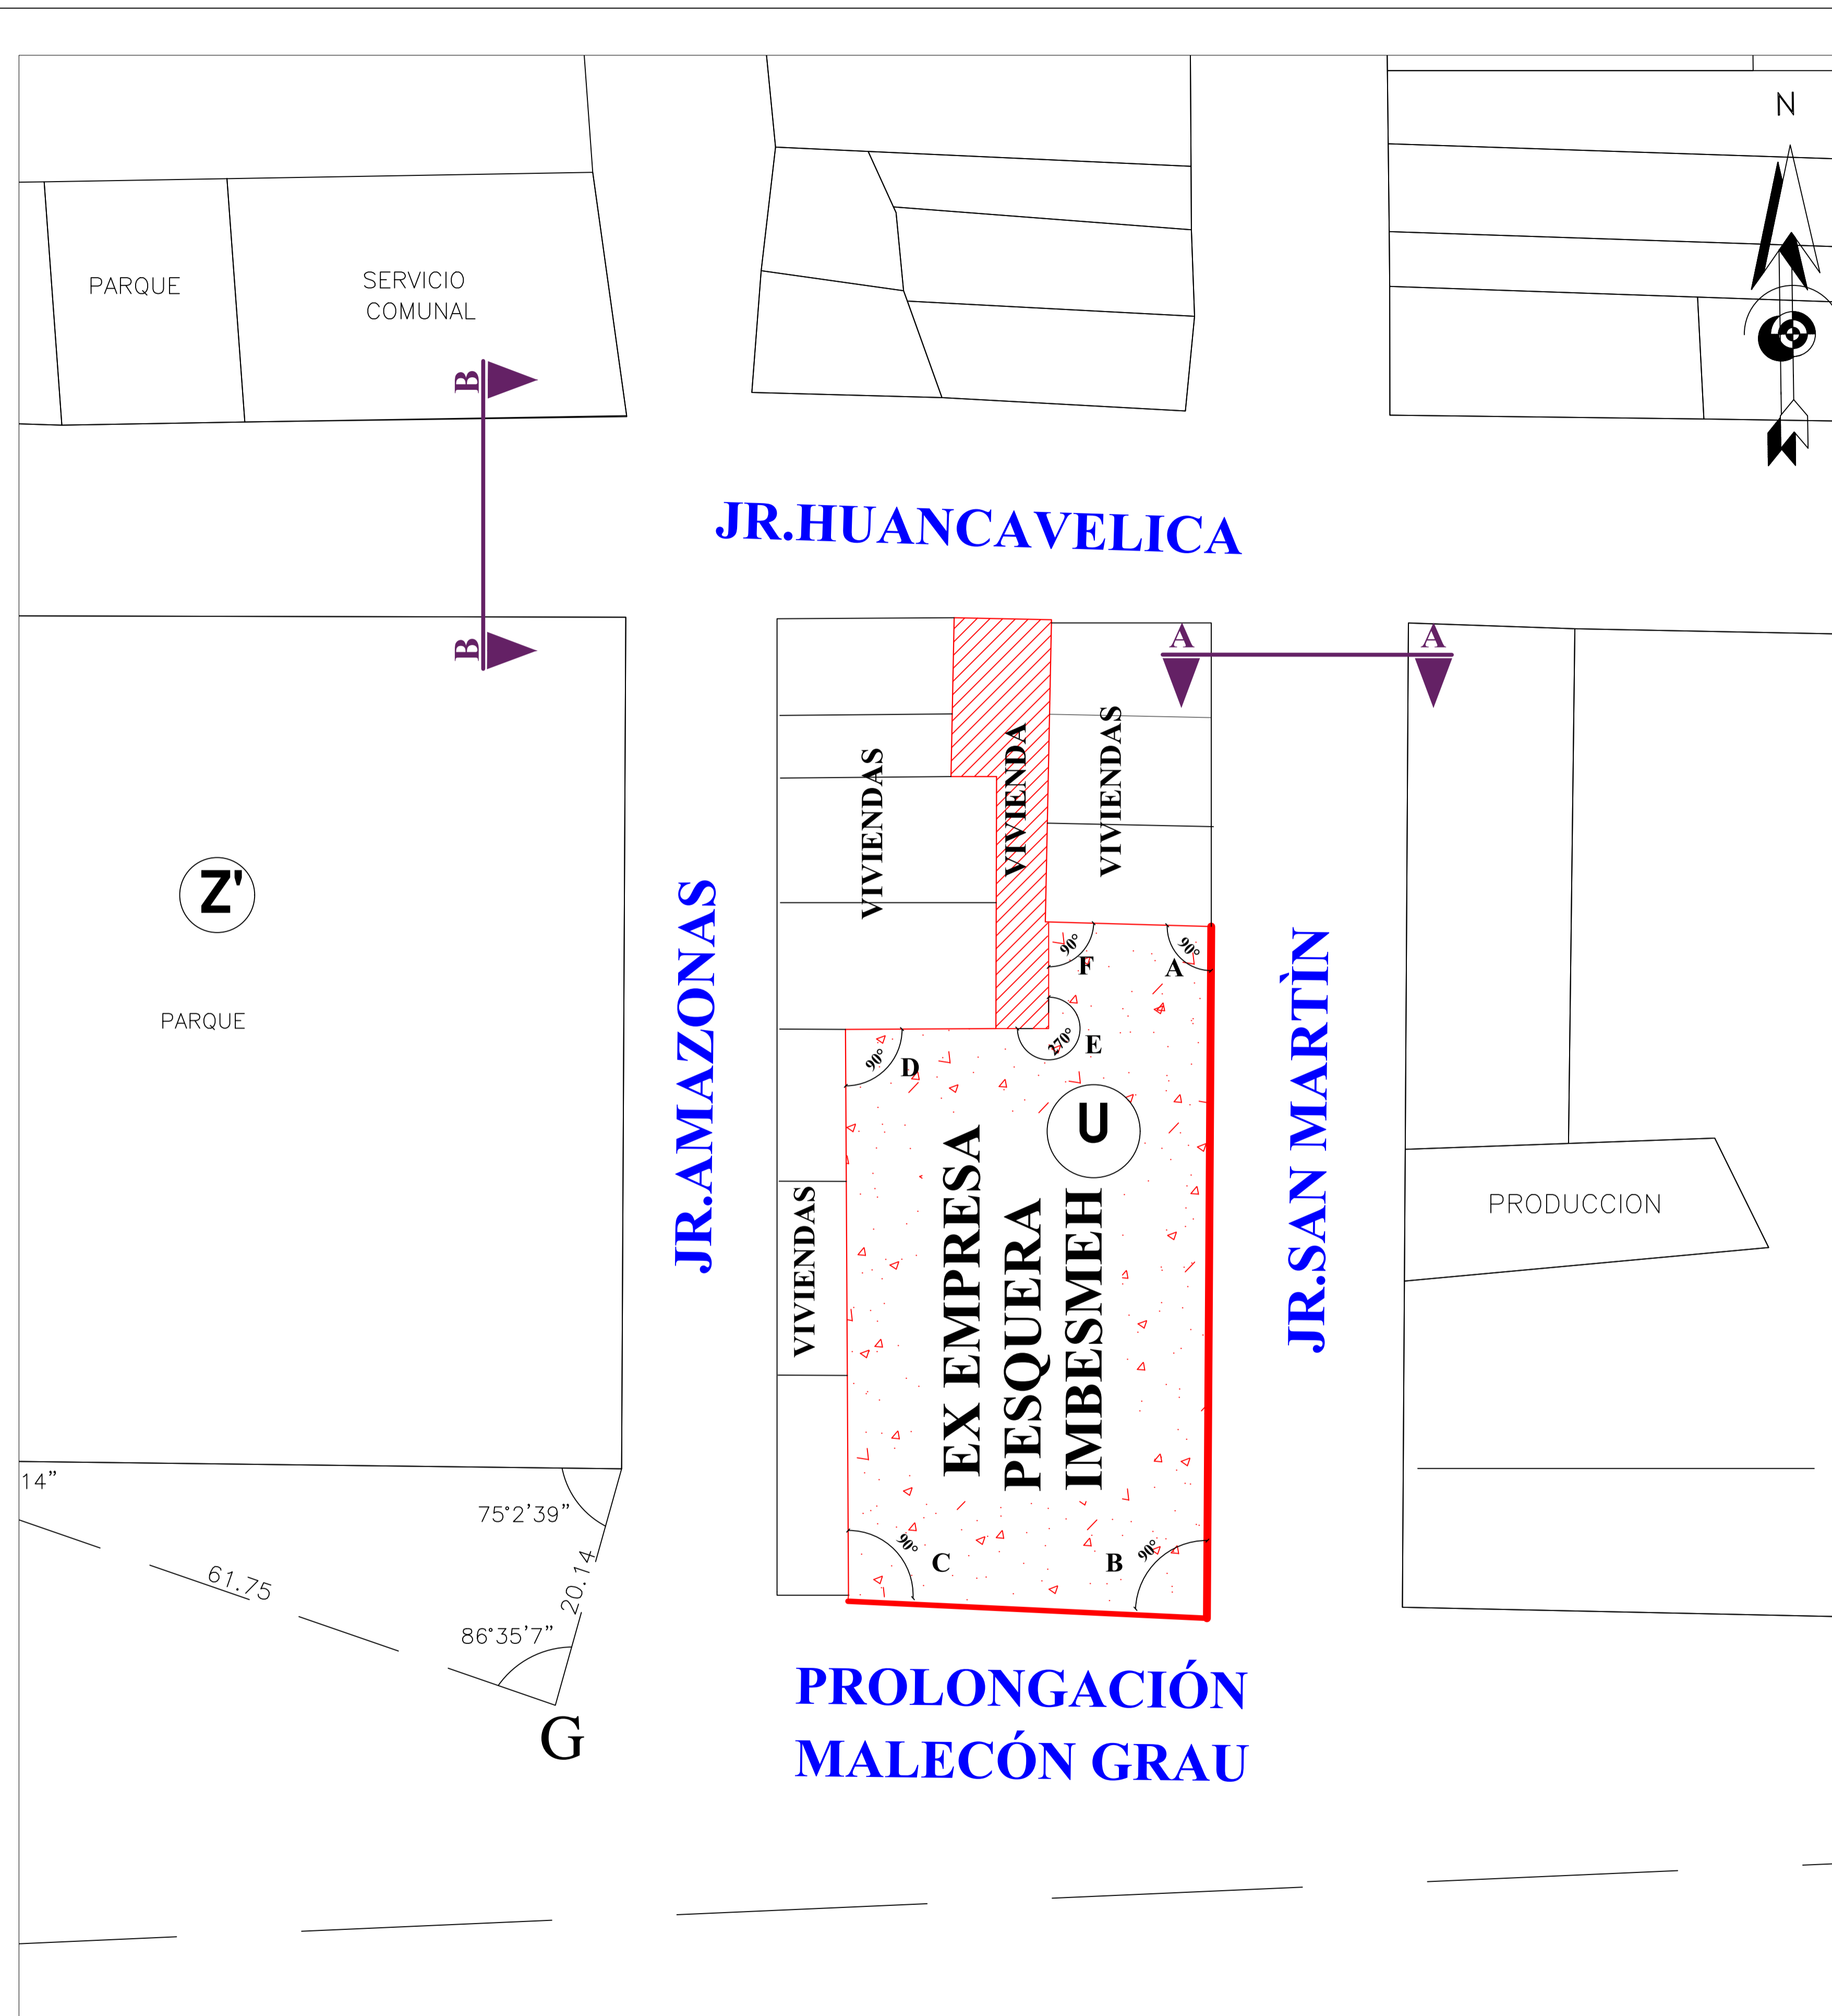 N
PARQUE
SERVICIO
COMUNAL
B
JR.HUANCAVELICA
B
A
A
VIVIENDAS
VIVIENDA
VIVIENDAS
Z'
PARQUE
JR.AMAZONAS
90°
F
90°
A
90°
D
270°
E
U
JR.SAN MARTÌN
VIVIENDAS
EX EMPRESA
PESQUERA
IMBESMEH
PRODUCCION
14"
75°2'39"
61.75
20.14
86°35'7"
G
90°
C
B
90°
PROLONGACIÓN
MALECÓN GRAU